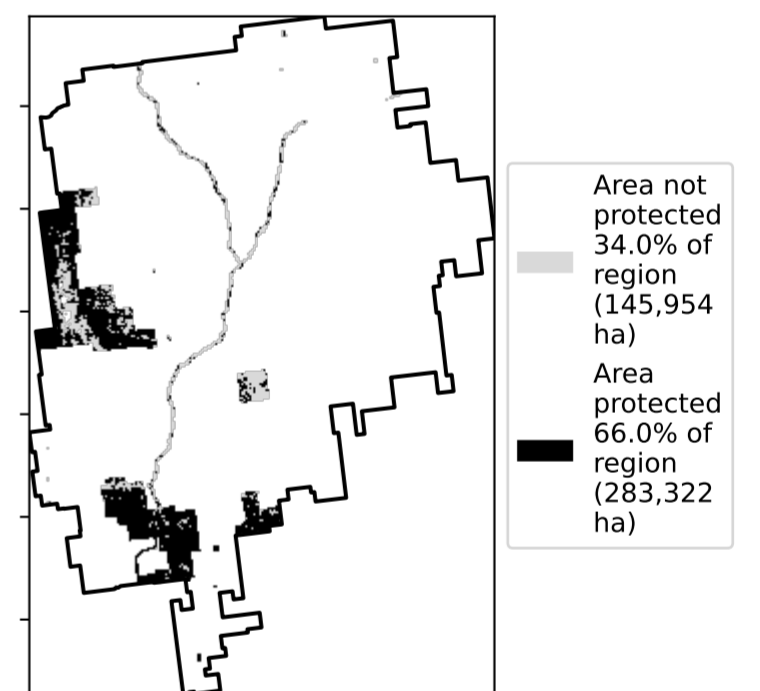 Area not
protected
34.0% of
region
(145,954
ha)
Area
protected
66.0% of
region
(283,322
ha)